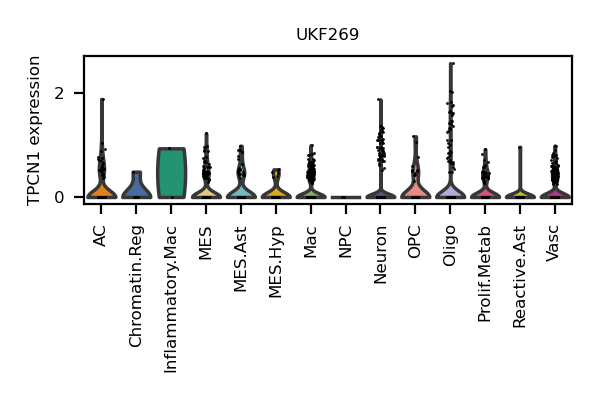 UKF269
TPCN1 expression
2
0
AC
Chromatin.Reg
Inflammatory.Mac
MES
MES.Ast
MES.Hyp
Mac
NPC
Neuron
OPC
Oligo
Prolif.Metab
Reactive.Ast
Vasc